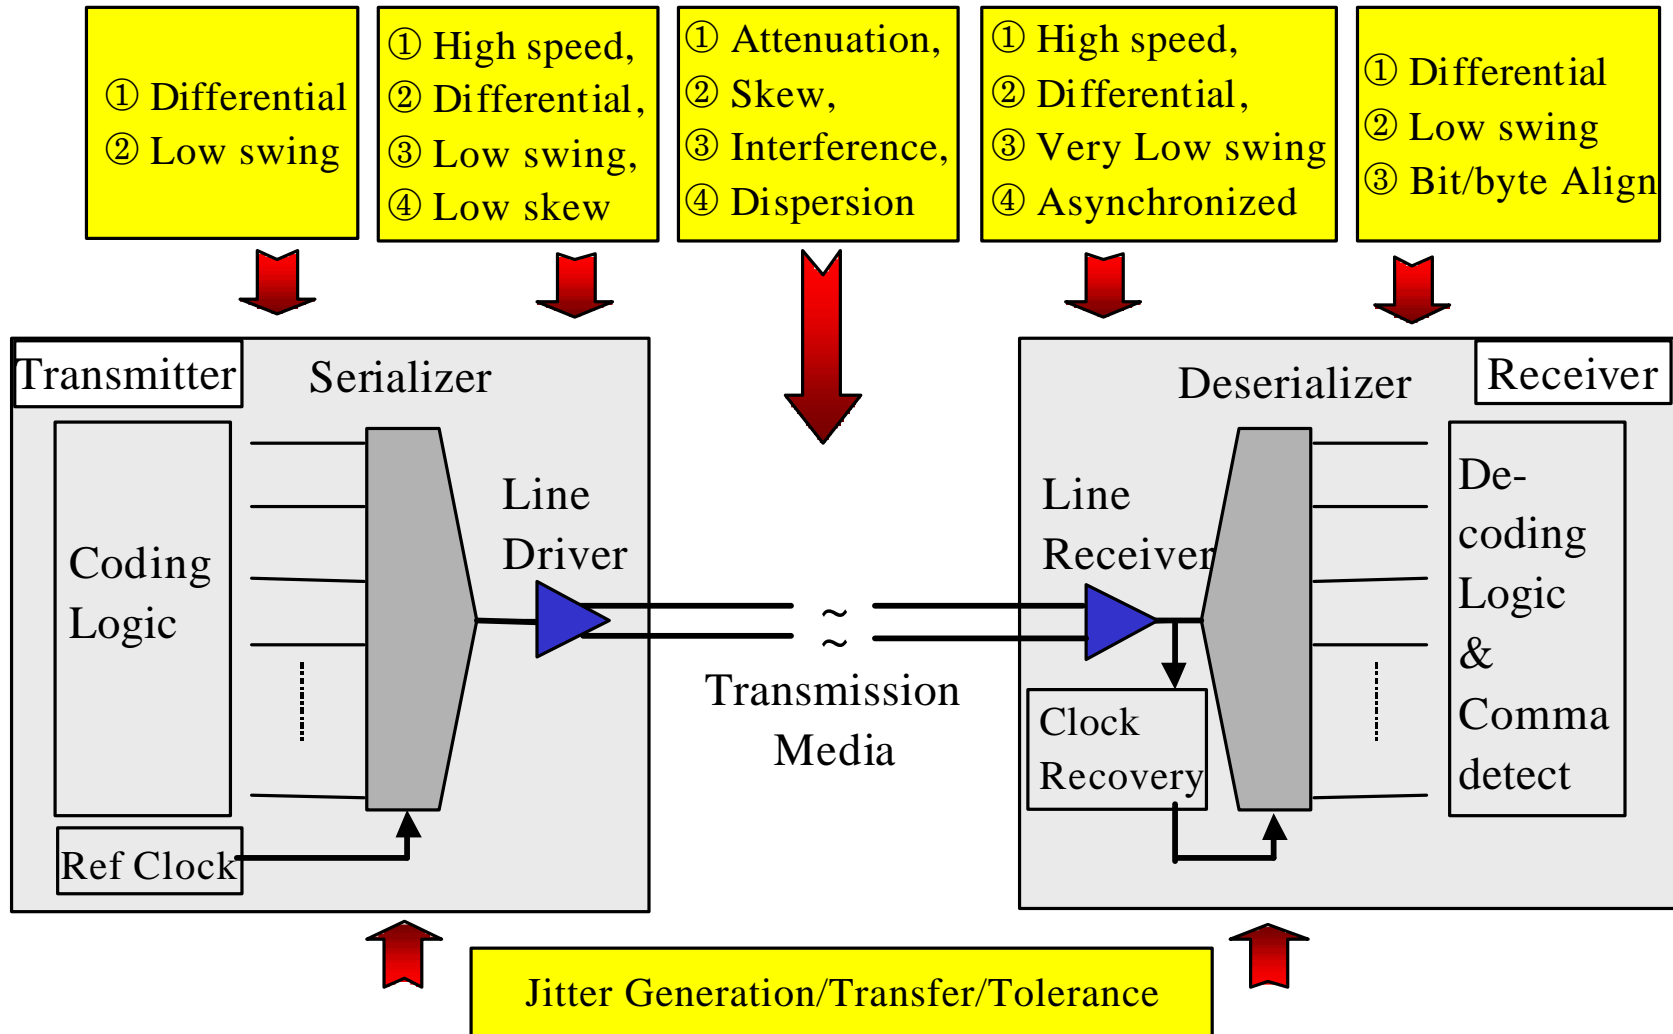 ① Differential
② Low swing
① High speed,
② Differential,
③ Low swing,
④ Low skew
① Attenuation,
② Skew,
③ Interference,
④ Dispersion
① High speed,
② Differential,
③ Very Low swing
④ Asynchronized
① Differential
② Low swing
③ Bit/byte Align
Transmitter
Serializer
Coding
Logic
Line
Driver
Ref Clock
~
~
Transmission
Media
Deserializer
Receiver
Line
Receiver
Clock
Recovery
De-
coding
Logic
&
Comma
detect
Jitter Generation/Transfer/Tolerance